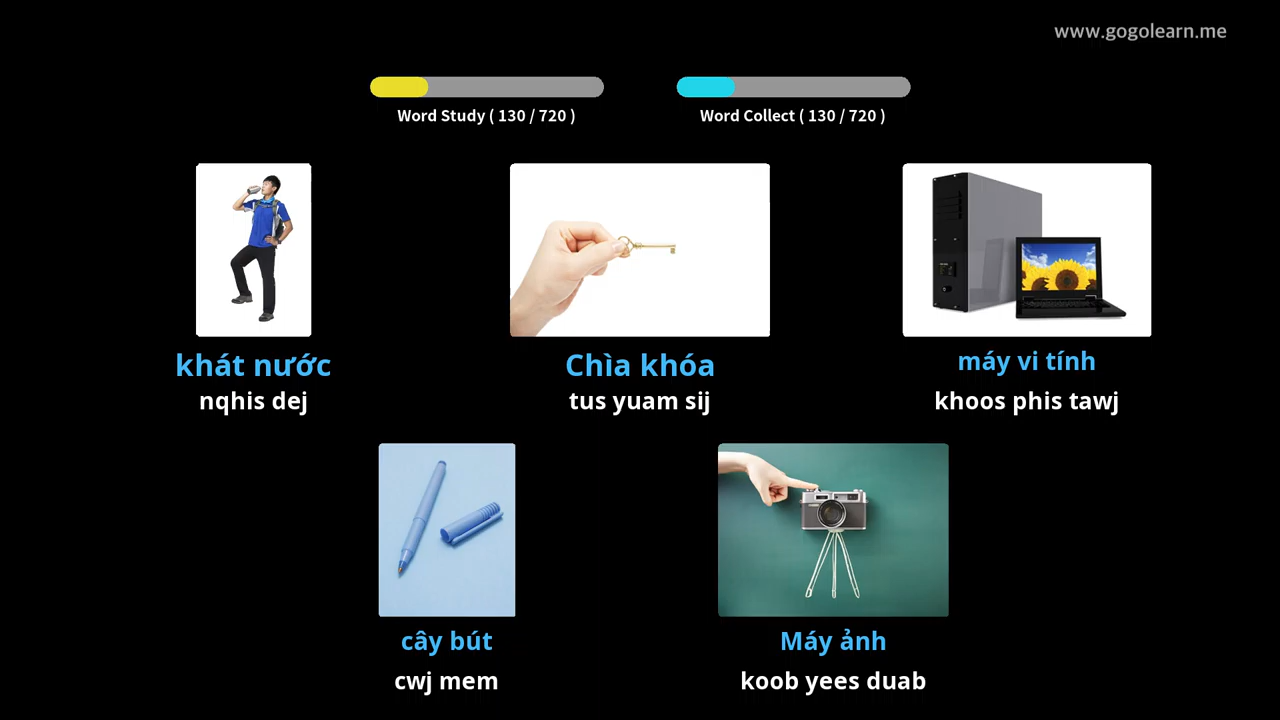 www.gogolearn.me
Word Study ( 130 / 720 )
Word Collect ( 130 / 720 )
khát nước
nqhis dej
Chìa khóa
tus yuam sij
máy vi tính
khoos phis tawj
cây bút
cwj mem
Máy ảnh
koob yees duab